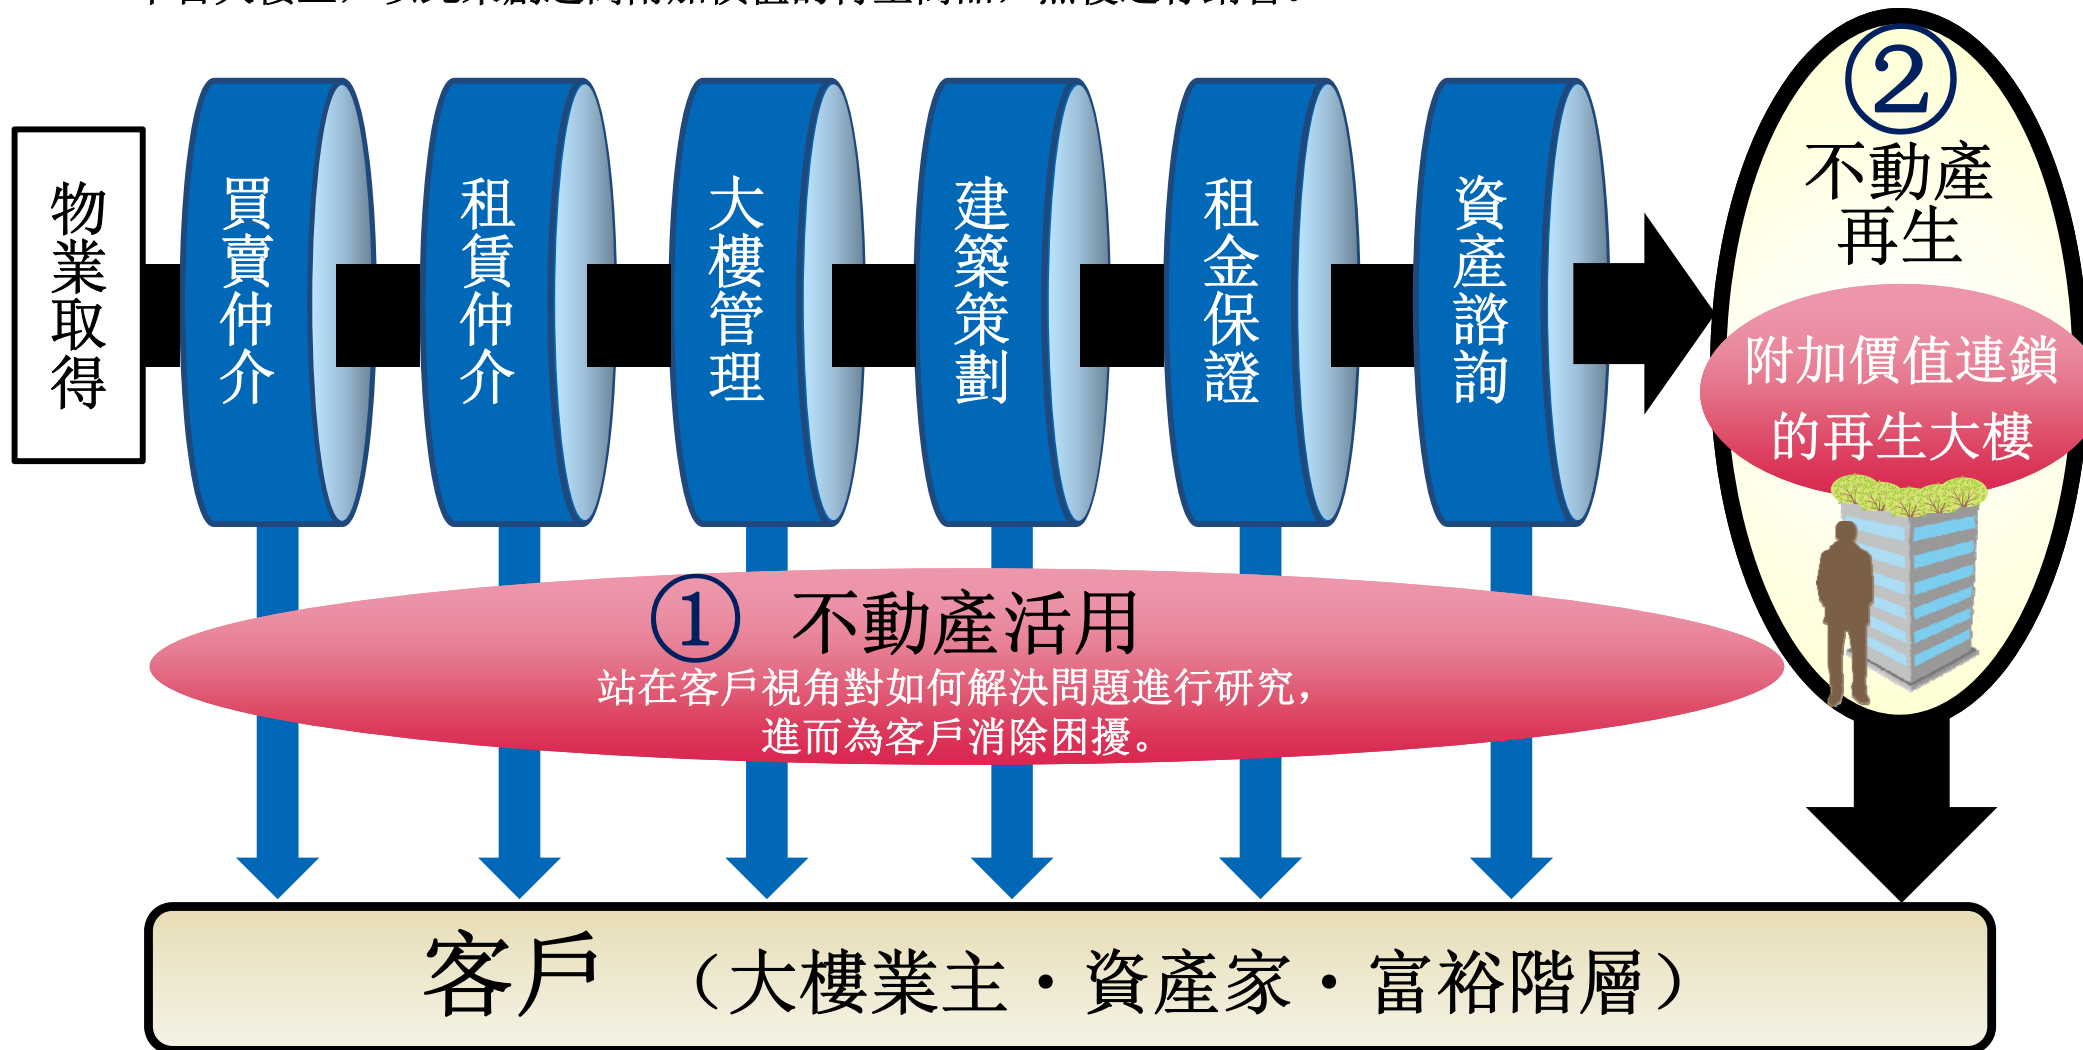 物業取得
買賣仲介
租賃仲介
大樓管理
建築策劃
租金保證
資產諮詢
②
不動產
再生
附加價值連鎖
的再生大樓
① 不動產活用
站在客戶視角對如何解決問題進行研究，
進而為客戶消除困擾。
客戶 （大樓業主・資產家・富裕階層）